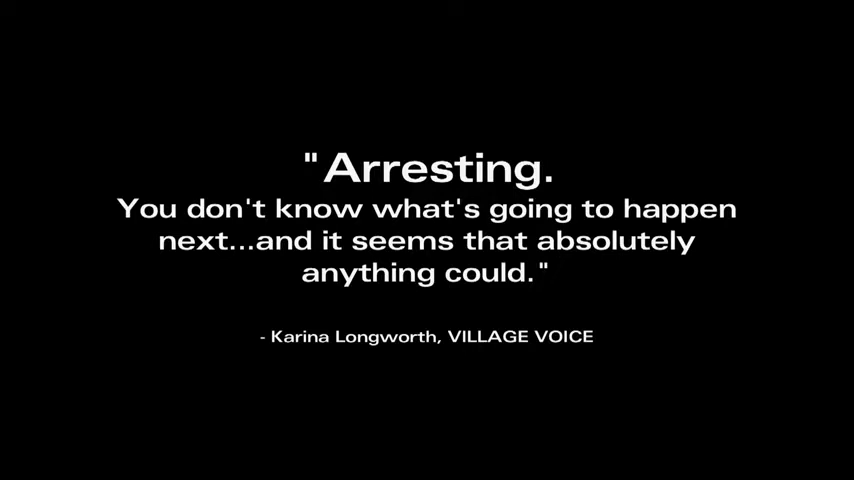 "Arresting.
You don't know what's going to happen
next...and it seems that absolutely
anything could."
- Karina Longworth, VILLAGE VOICE